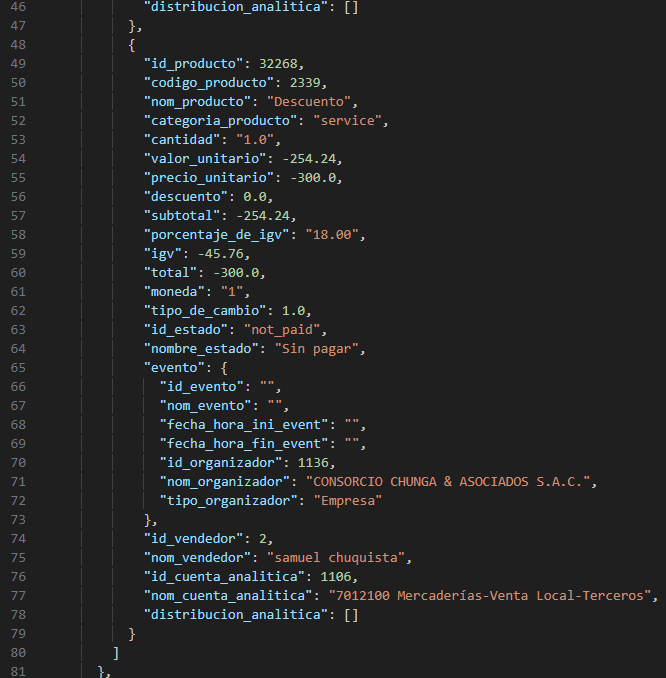 46 "distribucion_analitica": []
47 },
48 {
49 "id_producto": 32268,
50 "codigo_producto": 2339,
51 "nom_producto": "Descuento",
52 "categoria_producto": "service",
53 "cantidad": "1.0",
54 "valor_unitario": -254.24,
55 "precio_unitario": -300.0,
56 "descuento": 0.0,
57 "subtotal": -254.24,
58 "porcentaje_de_igv": "18.00",
59 "igv": -45.76,
60 "total": -300.0,
61 "moneda": "1",
62 "tipo_de_cambio": 1.0,
63 "id_estado": "not_paid",
64 "nombre_estado": "Sin pagar",
65 "evento": {
66 "id_evento": "",
67 "nom_evento": "",
68 "fecha_hora_ini_event": "",
69 "fecha_hora_fin_event": "",
70 "id_organizador": 1136,
71 "nom_organizador": "CONSORCIO CHUNGA & ASOCIADOS S.A.C.",
72 "tipo_organizador": "Empresa"
73 },
74 "id_vendedor": 2,
75 "nom_vendedor": "samuel chuquista",
76 "id_cuenta_analitica": 1106,
77 "nom_cuenta_analitica": "7012100 Mercaderías-Venta Local-Terceros",
78 "distribucion_analitica": []
79 }
80 ]
81 },